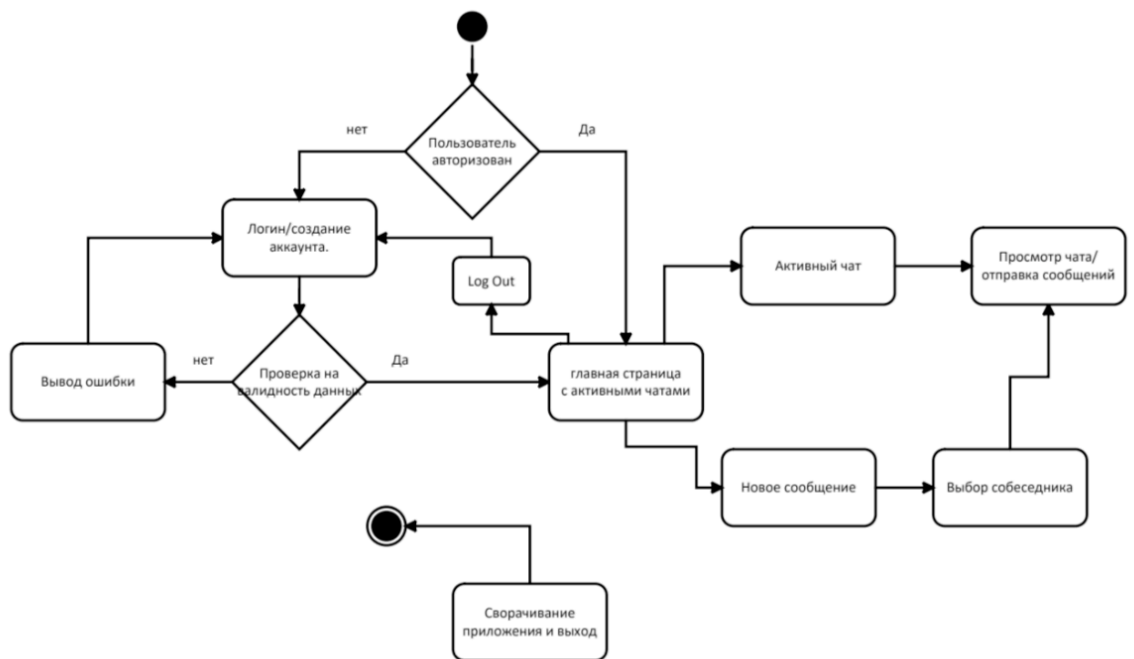 нет
Да
Пользователь
авторизован
Логин/создание
аккаунта.
Log Out
Активный чат
Просмотр чата/
отправка сообщений
Вывод ошибки
нет
Проверка на
валидность данных
Да
главная страница
с активными чатами
Новое сообщение
Выбор собеседника
Сворачивание
приложения и выход